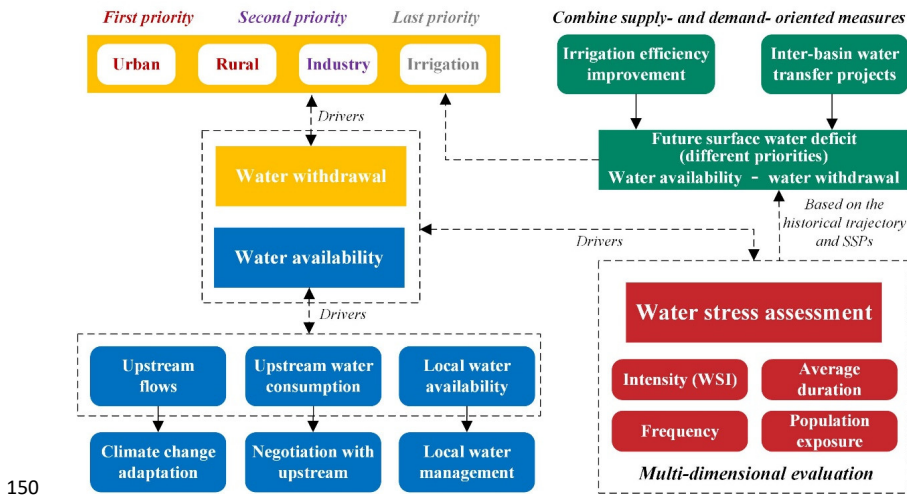 First priority
Second priority
Last priority
Urban
Rural
Industry
Irrigation
Drivers
Water withdrawal
Water availability
Drivers
Upstream
flows
Upstream water
consumption
Local water
availability
Climate change
adaptation
Negotiation with
upstream
Local water
management
Combine supply- and demand- oriented measures
Irrigation efficiency
improvement
Inter-basin water
transfer projects
Future surface water deficit
(different priorities)
Water availability - water withdrawal
Based on the
historical trajectory
and SSPs
Drivers
Water stress assessment
Intensity (WSI)
Average
duration
Frequency
Population
exposure
Multi-dimensional evaluation
150